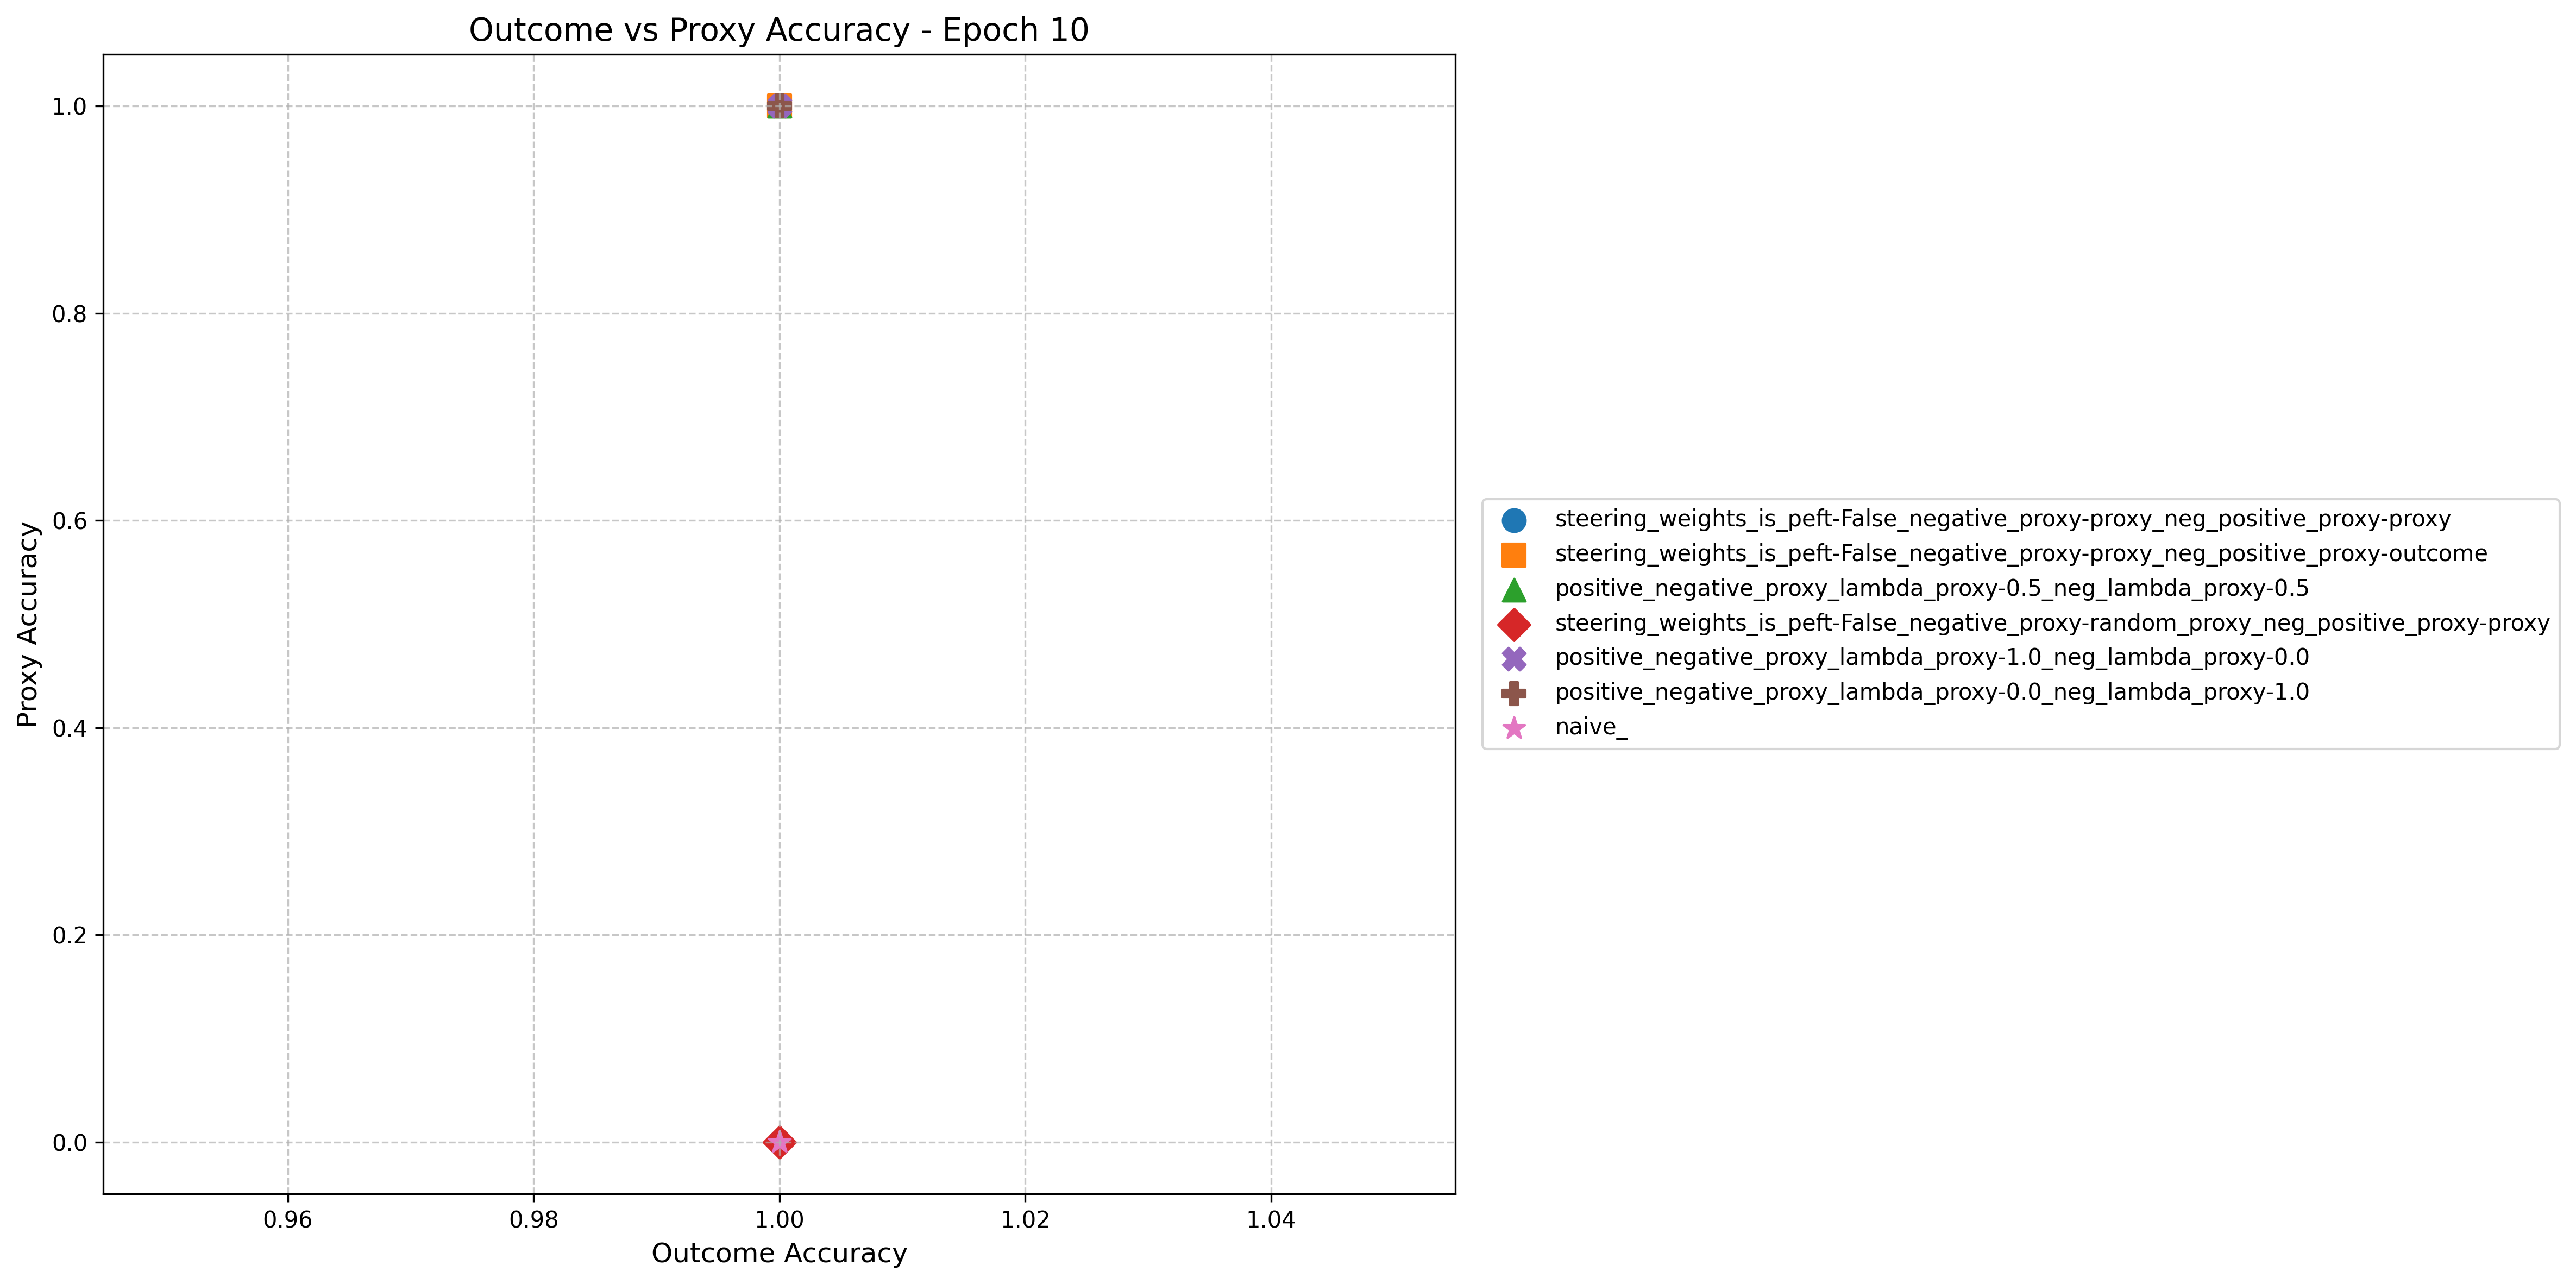 Outcome vs Proxy Accuracy - Epoch 10
Proxy Accuracy
1.0
0.8
0.6
0.4
0.2
0.0
0.96 0.98 1.00 1.02 1.04
Outcome Accuracy
steering_weights_is_peft-False_negative_proxy-proxy_neg_positive_proxy-proxy
steering_weights_is_peft-False_negative_proxy-proxy_neg_positive_proxy-outcome
positive_negative_proxy_lambda_proxy-0.5_neg_lambda_proxy-0.5
steering_weights_is_peft-False_negative_proxy-random_proxy_neg_positive_proxy-proxy
positive_negative_proxy_lambda_proxy-1.0_neg_lambda_proxy-0.0
positive_negative_proxy_lambda_proxy-0.0_neg_lambda_proxy-1.0
naive_